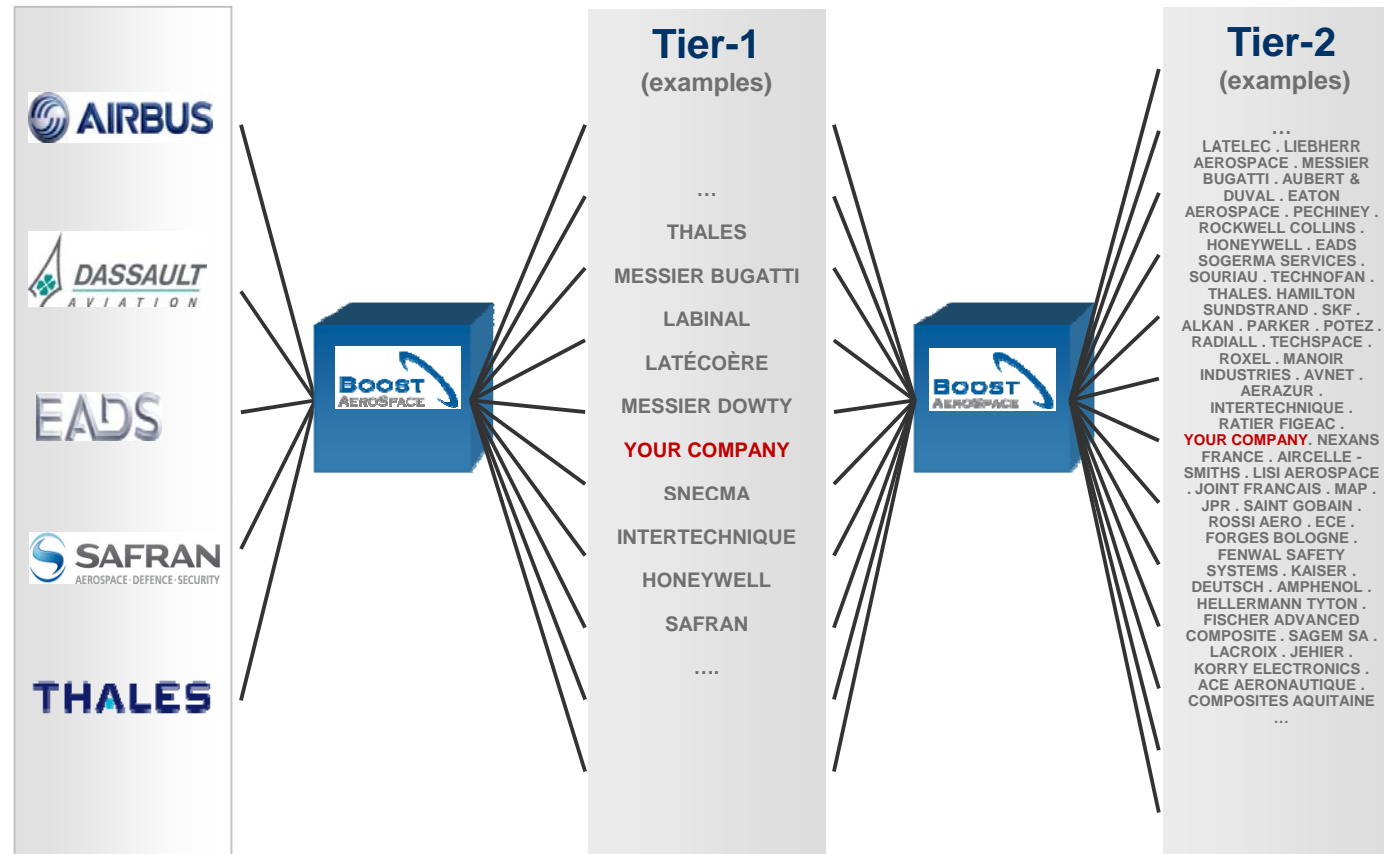 AIRBUS
DASSAULT
AVIATION
EADS
SAFRAN
AEROSPACE · DEFENCE · SECURITY
THALES
BOOST
AEROSPACE
Tier-1
(examples)
…
THALES
MESSIER BUGATTI
LABINAL
LATÉCOÈRE
MESSIER DOWTY
YOUR COMPANY
SNECMA
INTERTECHNIQUE
HONEYWELL
SAFRAN
….
BOOST
AEROSPACE
Tier-2
(examples)
…
LATELEC . LIEBHERR
AEROSPACE . MESSIER
BUGATTI . AUBERT &
DUVAL . EATON
AEROSPACE . PECHINEY .
ROCKWELL COLLINS .
HONEYWELL . EADS
SOGERMA SERVICES .
SOURIAU . TECHNOFAN .
THALES. HAMILTON
SUNDSTRAND . SKF .
ALKAN . PARKER . POTEZ .
RADIALL . TECHSPACE .
ROXEL . MANOIR
INDUSTRIES . AVNET .
AERAZUR .
INTERTECHNIQUE .
RATIER FIGEAC .
YOUR COMPANY. NEXANS
FRANCE . AIRCELLE -
SMITHS . LISI AEROSPACE
. JOINT FRANCAIS . MAP .
JPR . SAINT GOBAIN .
ROSSI AERO . ECE .
FORGES BOLOGNE .
FENWAL SAFETY
SYSTEMS . KAISER .
DEUTSCH . AMPHENOL .
HELLERMANN TYTON .
FISCHER ADVANCED
COMPOSITE . SAGEM SA .
LACROIX . JEHIER .
KORRY ELECTRONICS .
ACE AERONAUTIQUE .
COMPOSITES AQUITAINE
…